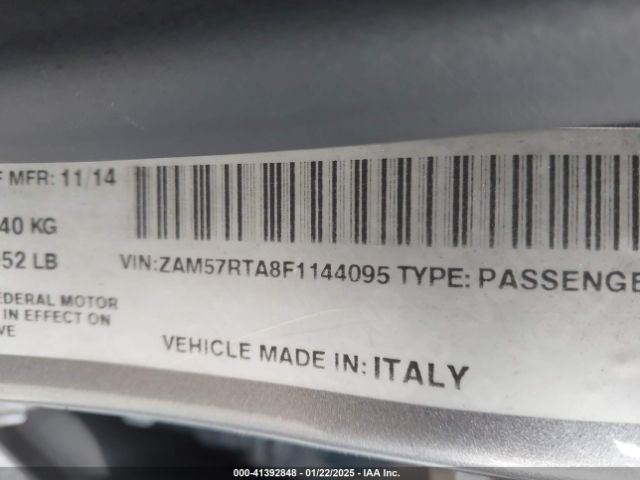 F MFR: 11/14
40 KG
52 LB
VIN:ZAM57RTA8F1144095 TYPE: PASSENGE
EDERAL MOTOR
IN EFFECT ON
VE
VEHICLE MADE IN: ITALY
000-41392848 - 01/22/2025 - IAA Inc.